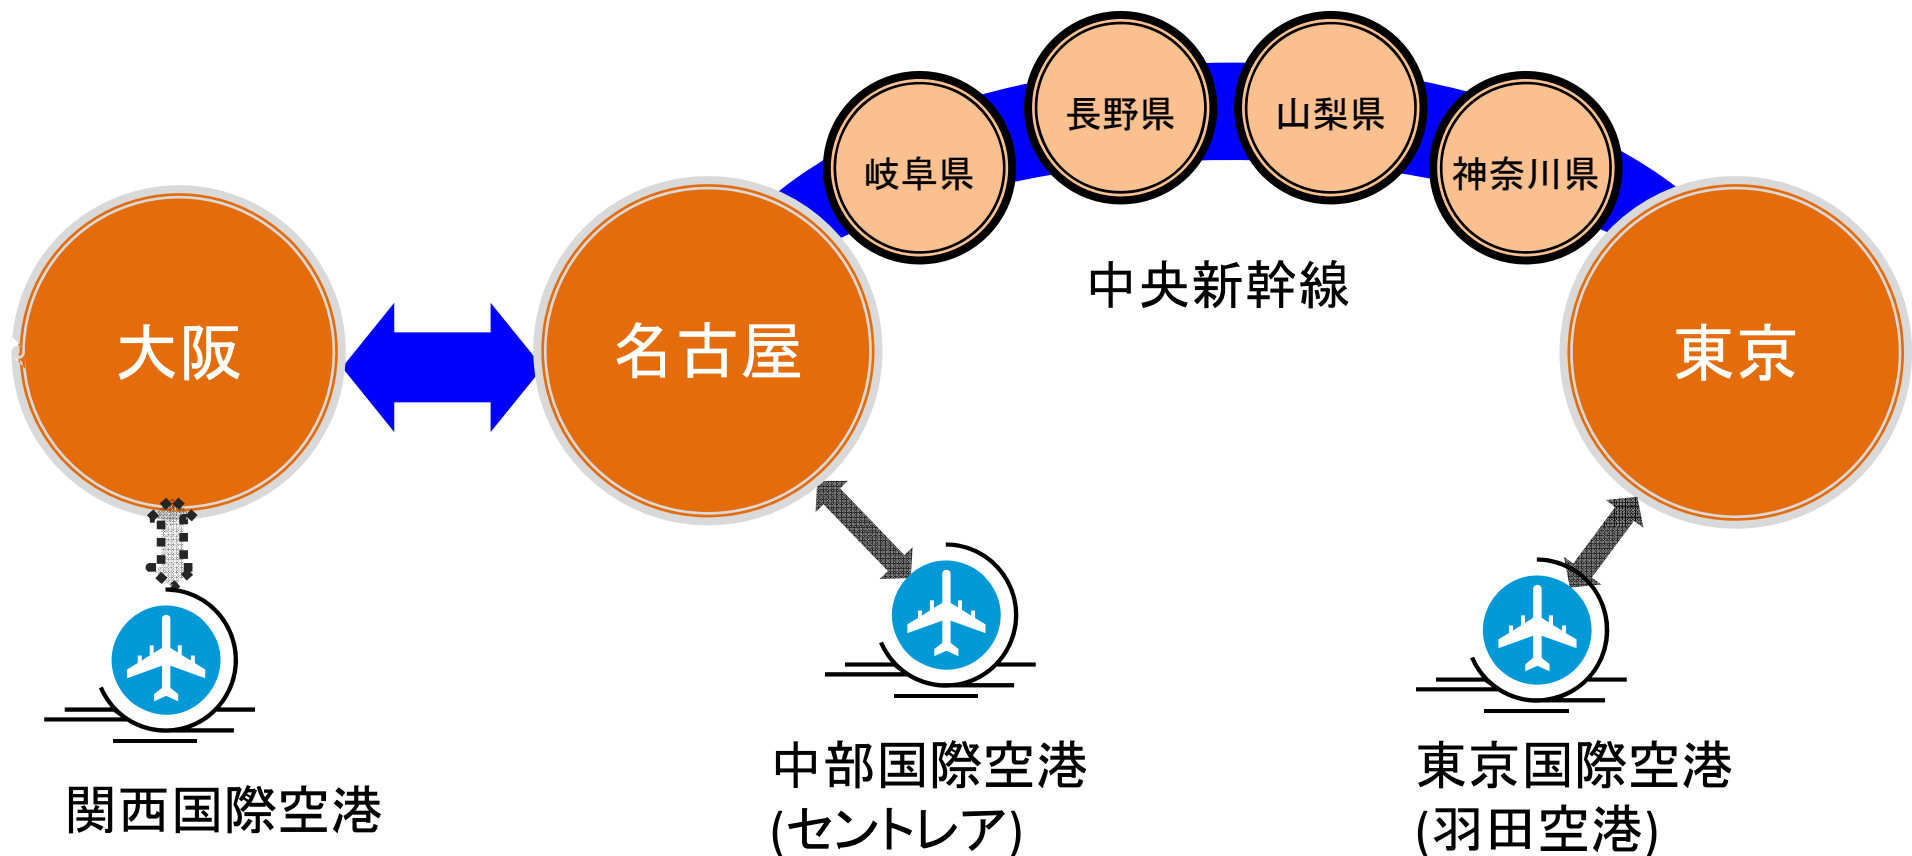 岐阜県
長野県
山梨県
神奈川県
中央新幹線
大阪
名古屋
東京
関西国際空港
中部国際空港
(セントレア)
東京国際空港
(羽田空港)